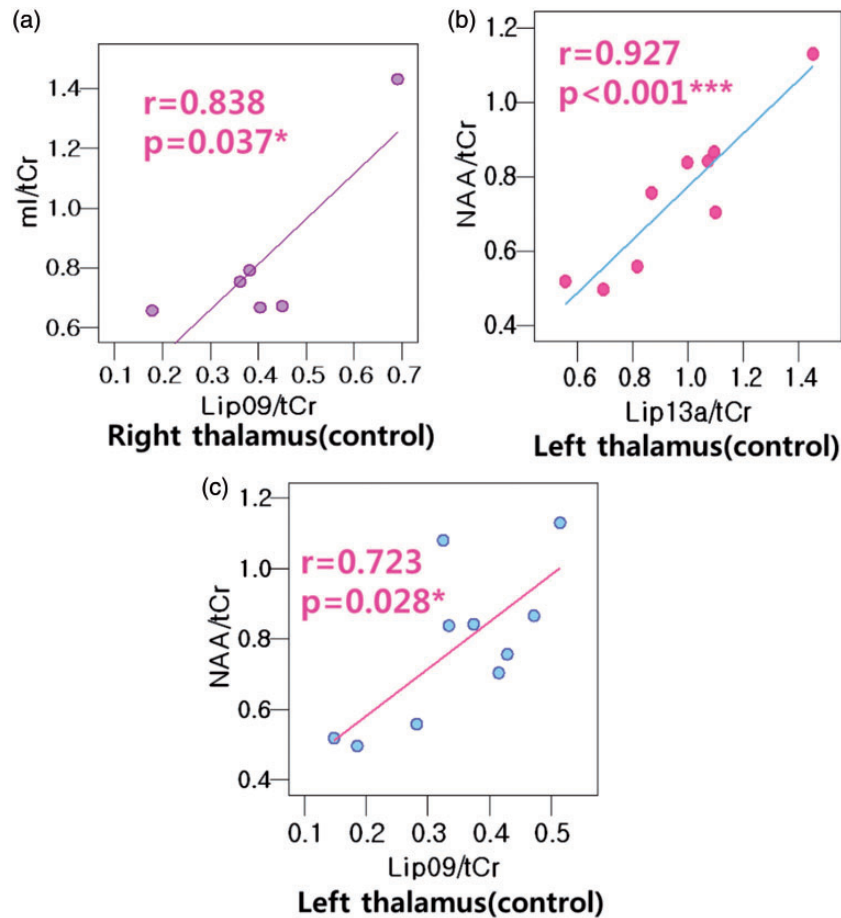 (a)
r=0.838
p=0.037*
mI/tCr
1.4
1.2
1.0
0.8
0.6
0.1 0.2 0.3 0.4 0.5 0.6 0.7
Lip09/tCr
Right thalamus(control)
(b)
r=0.927
p<0.001***
NAA/tCr
1.2
1.0
0.8
0.6
0.4
0.6 0.8 1.0 1.2 1.4
Lip13a/tCr
Left thalamus(control)
(c)
r=0.723
p=0.028*
NAA/tCr
1.2
1.0
0.8
0.6
0.4
0.1 0.2 0.3 0.4 0.5
Lip09/tCr
Left thalamus(control)